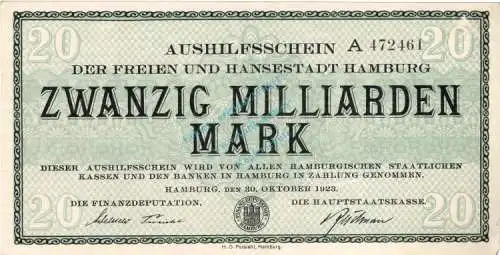 20 20
AUSHILFSSCHEIN A 472461
DER FREIEN UND HANSESTADT HAMBURG
ZWANZIG MILLIARDEN
MARK
DIESER AUSHILFSSCHEIN WIRD VON ALLEN HAMBURGISCHEN STAATLICHEN
KASSEN UND DEN BANKEN IN HAMBURG IN ZAHLUNG GENOMMEN.
HAMBURG, DEN 30. OKTOBER 1923.
DIE FINANZDEPUTATION. DIE HAUPTSTAATSKASSE.
20 20
H. O. Persiehl, Hamburg.